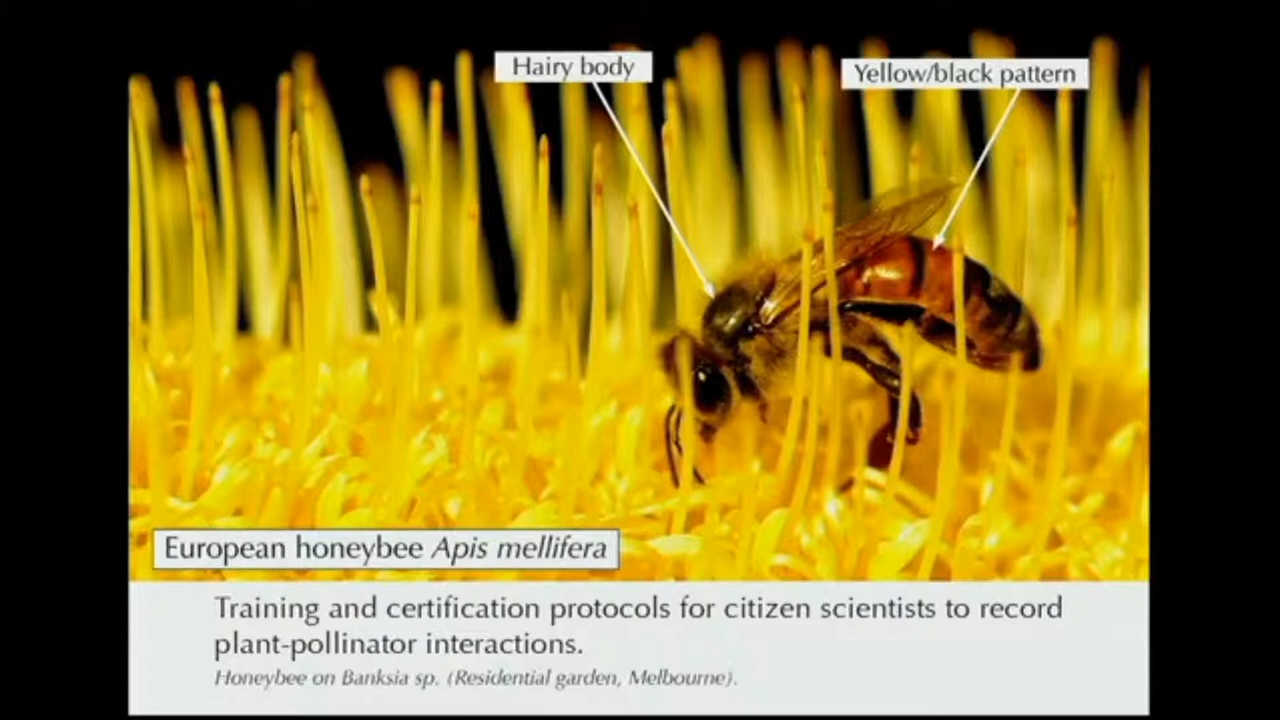 Hairy body
Yellow/black pattern
European honeybee Apis mellifera
Training and certification protocols for citizen scientists to record
plant-pollinator interactions.
Honeybee on Banksia sp. (Residential garden, Melbourne).